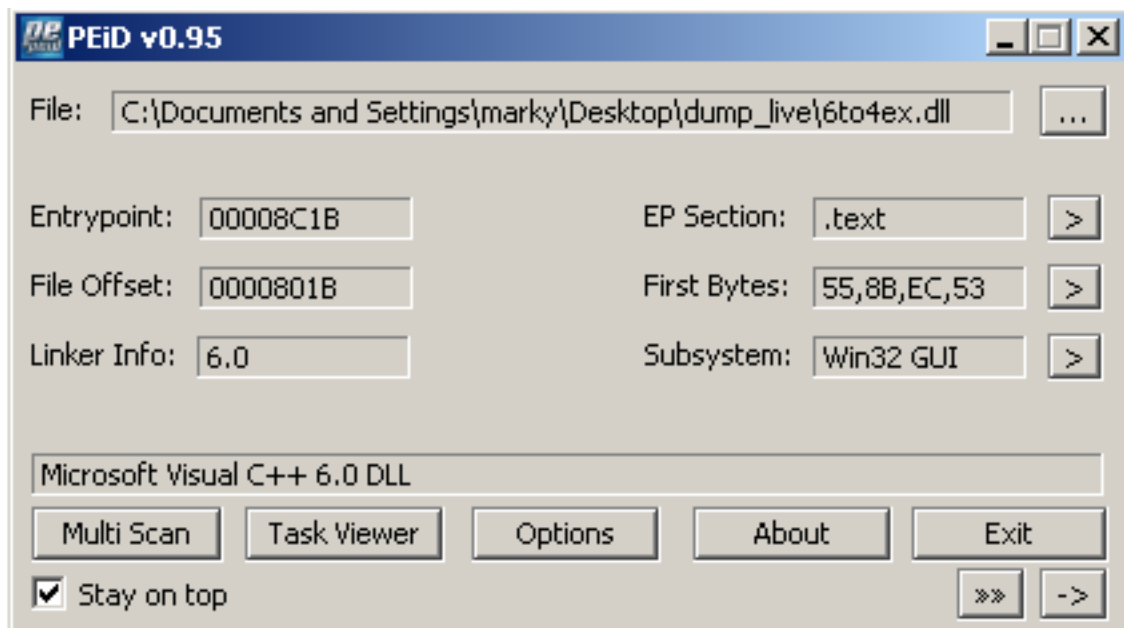 PEiD v0.95
File: C:\Documents and Settings\marky\Desktop\dump_live\6to4ex.dll ...
Entrypoint: 00008C1B EP Section: .text >
File Offset: 0000801B First Bytes: 55,8B,EC,53 >
Linker Info: 6.0 Subsystem: Win32 GUI >
Microsoft Visual C++ 6.0 DLL
Multi Scan Task Viewer Options About Exit
Stay on top »» ->